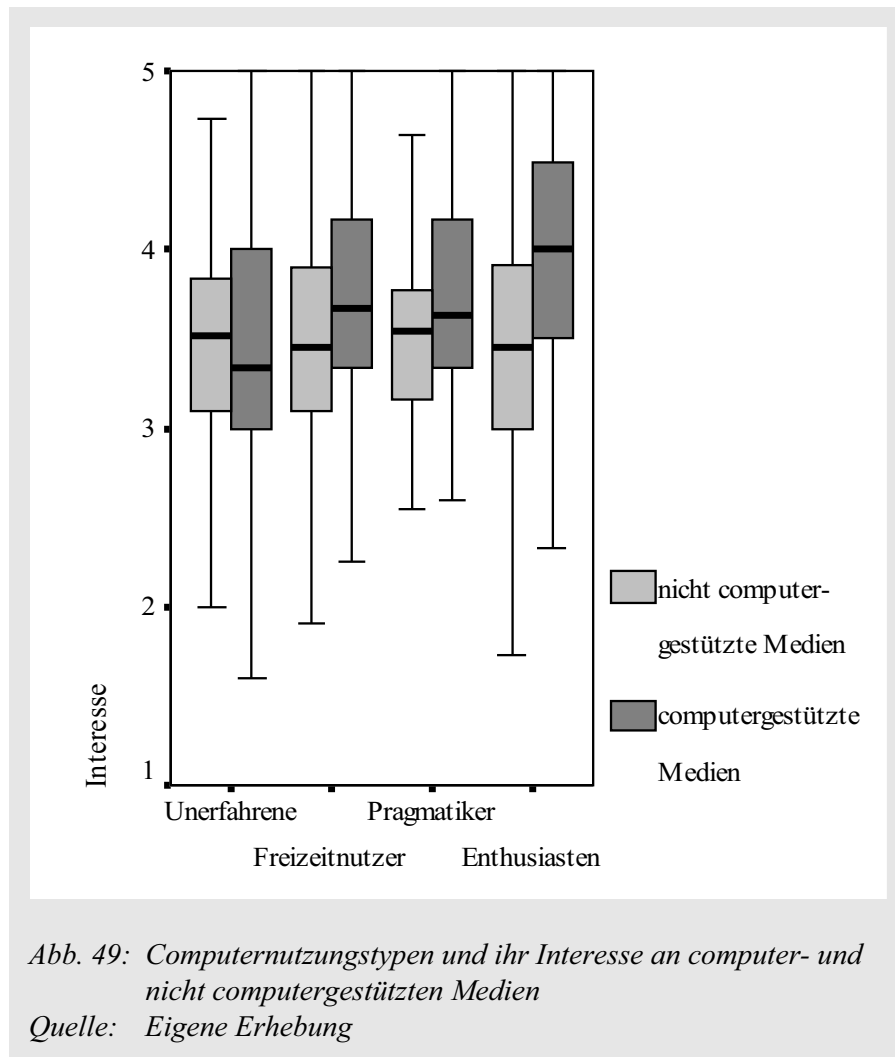 5
4
3
2
1
Interesse
Unerfahrene
Freizeitnutzer
Pragmatiker
Enthusiasten
nicht computer-
gestützte Medien
computergestützte
Medien
Abb. 49: Computernutzungstypen und ihr Interesse an computer- und
nicht computergestützten Medien
Quelle: Eigene Erhebung